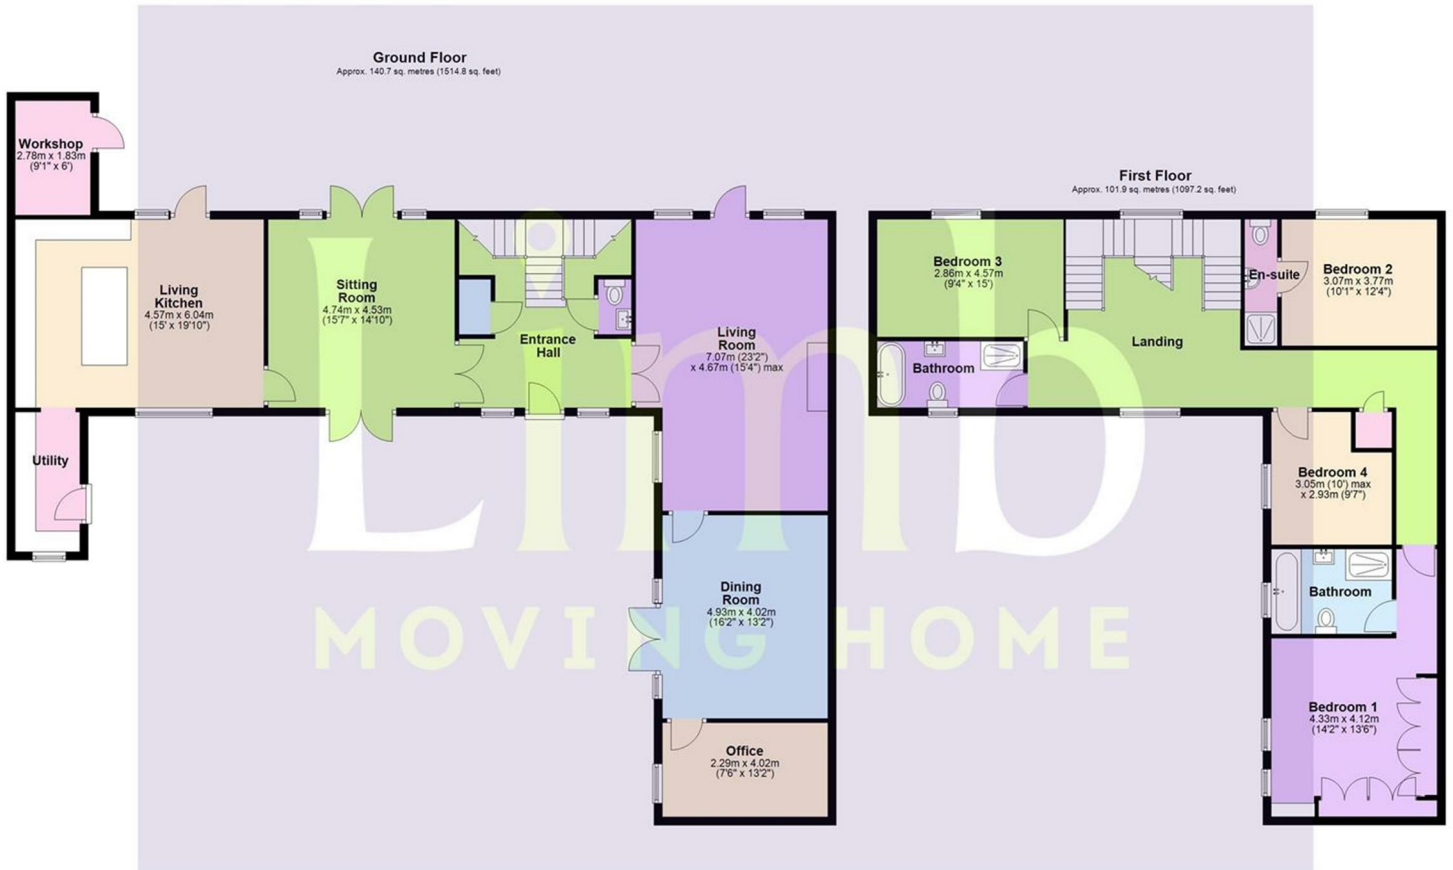 Ground Floor
Approx. 140.7 sq. metres (1514.8 sq. feet)
Workshop
2.78m x 1.83m
(9'1" x 6')
Living
Kitchen
4.57m x 6.04m
(15' x 19'10")
Sitting
Room
4.74m x 4.53m
(15'7" x 14'10")
Entrance
Hall
Living
Room
7.07m (23'2")
x 4.67m (15'4") max
Utility
Dining
Room
4.93m x 4.02m
(16'2" x 13'2")
Office
2.29m x 4.02m
(7'6" x 13'2")
First Floor
Approx. 101.9 sq. metres (1097.2 sq. feet)
Bedroom 3
2.86m x 4.57m
(9'4" x 15')
En-suite
Bedroom 2
3.07m x 3.77m
(10'1" x 12'4")
Landing
Bathroom
Bedroom 4
3.05m (10') max
x 2.93m (9'7")
Bathroom
Bedroom 1
4.33m x 4.12m
(14'2" x 13'6")
Limb
MOVING HOME